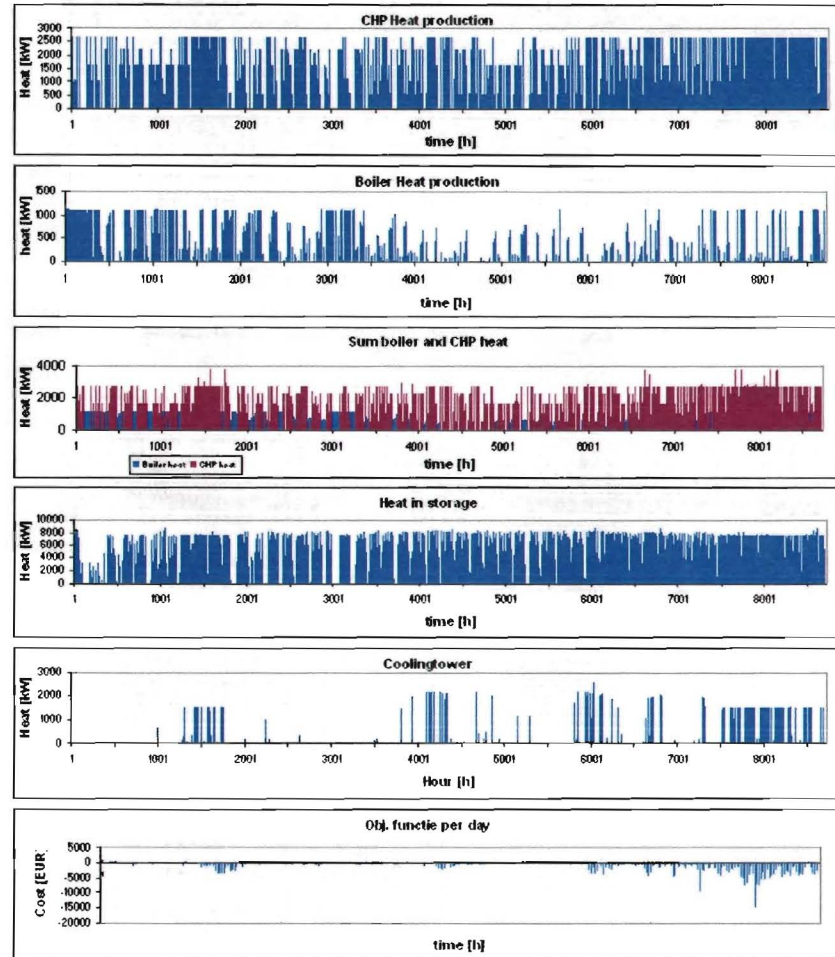 CHP Heat production
Heat [kW]
3000
2500
2000
1500
1000
500
0
1 1001 2001 3001 4001 5001 6001 7001 8001
time [h]
Boiler Heat production
heat [kW]
1500
1000
500
0
1 1001 2001 3001 4001 5001 6001 7001 8001
time [h]
Sum boiler and CHP heat
Heat [kW]
4000
2000
0
1 1001 2001 3001 4001 5001 6001 7001 8001
Boiler heat CHP heat
time [h]
Heat in storage
Heat [kW]
10000
8000
6000
4000
2000
0
1 1001 2001 3001 4001 5001 6001 7001 8001
time [h]
Coolingtower
Heat [kW]
3000
2000
1000
0
1 1001 2001 3001 4001 5001 6001 7001 8001
Hour [h]
Obj. functie per day
Cost [EUR]
5000
0
-5000
-10000
-15000
-20000
time [h]